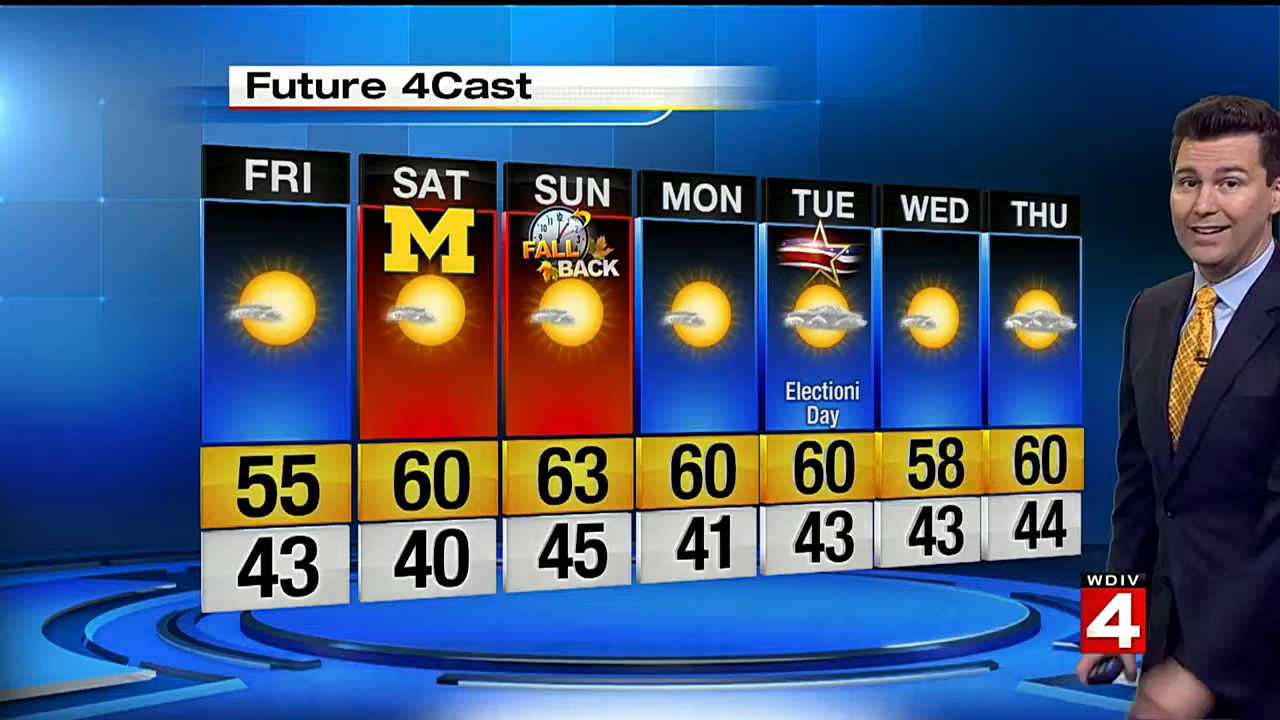 Future 4Cast
FRI SAT SUN MON TUE WED THU
M
FALL
BACK
Electioni
Day
55 60 63 60 60 58 60
43 40 45 41 43 43 44
WDIV
4